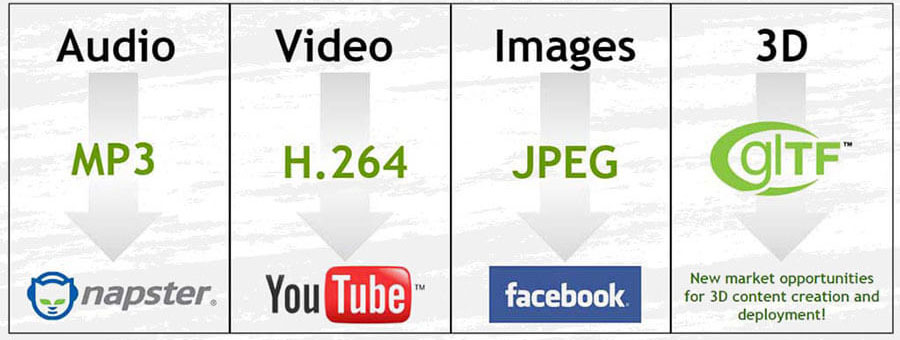 Audio
MP3
napster®
Video
H.264
YouTube™
Images
JPEG
facebook®
3D
glTF™
New market opportunities
for 3D content creation and
deployment!